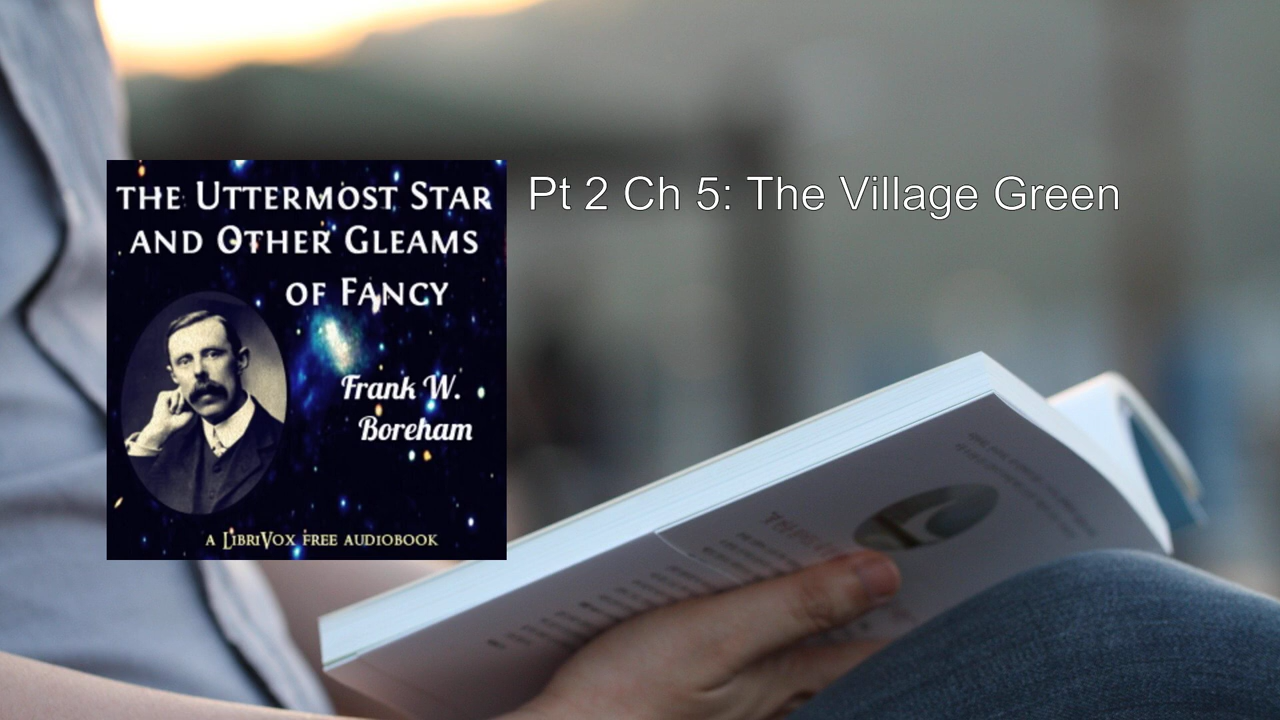 THE UTTERMOST STAR
AND OTHER GLEAMS
OF FANCY
Frank W.
Boreham
A LIBRIVOX FREE AUDIOBOOK
Pt 2 Ch 5: The Village Green